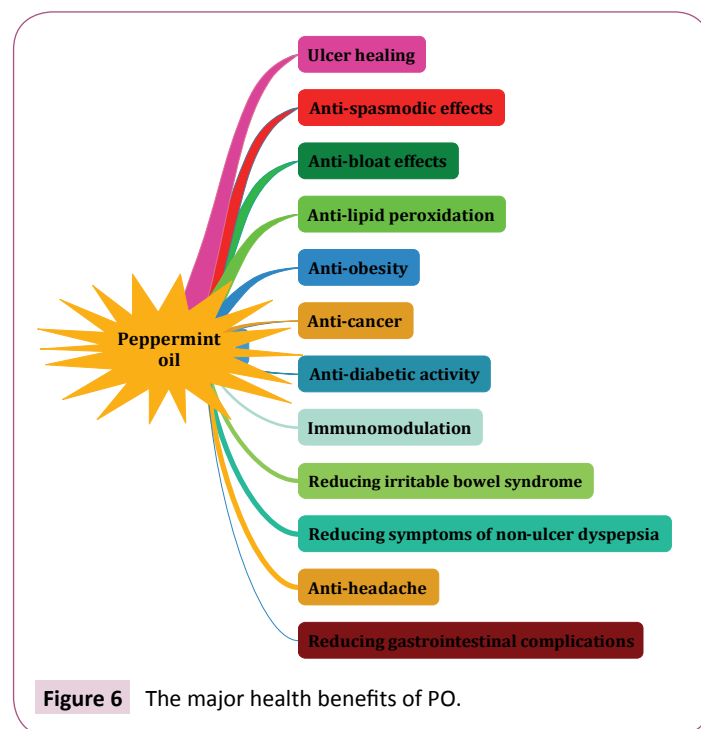 Ulcer healing
Anti-spasmodic effects
Anti-bloat effects
Anti-lipid peroxidation
Anti-obesity
Peppermint
oil
Anti-cancer
Anti-diabetic activity
Immunomodulation
Reducing irritable bowel syndrome
Reducing symptoms of non-ulcer dyspepsia
Anti-headache
Reducing gastrointestinal complications
Figure 6 The major health benefits of PO.